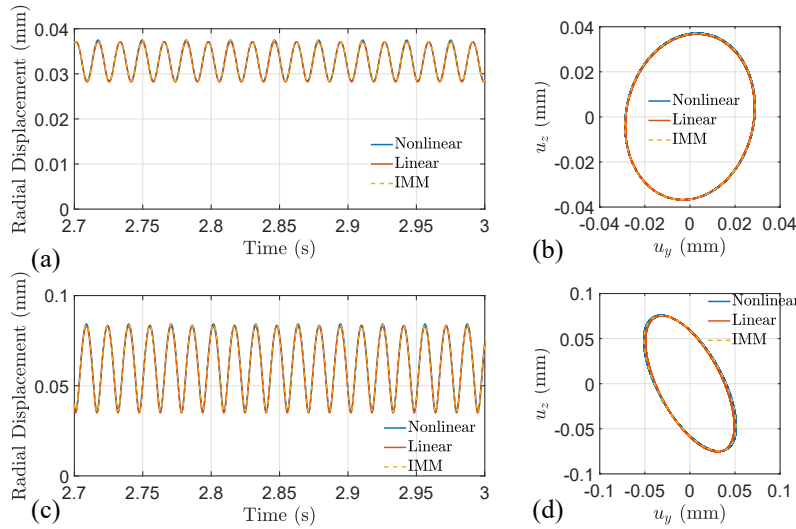 Radial Displacement (mm)
0.04
0.03
0.02
0.01
0
Nonlinear
Linear
IMM
2.7 2.75 2.8 2.85 2.9 2.95 3
Time (s)
(a)
u_z (mm)
0.04
0.02
0
-0.02
-0.04
Nonlinear
Linear
IMM
-0.04 -0.02 0 0.02 0.04
u_y (mm)
(b)
Radial Displacement (mm)
0.1
0.05
0
Nonlinear
Linear
IMM
2.7 2.75 2.8 2.85 2.9 2.95 3
Time (s)
(c)
u_z (mm)
0.1
0.05
0
-0.05
-0.1
Nonlinear
Linear
IMM
-0.1 -0.05 0 0.05 0.1
u_y (mm)
(d)